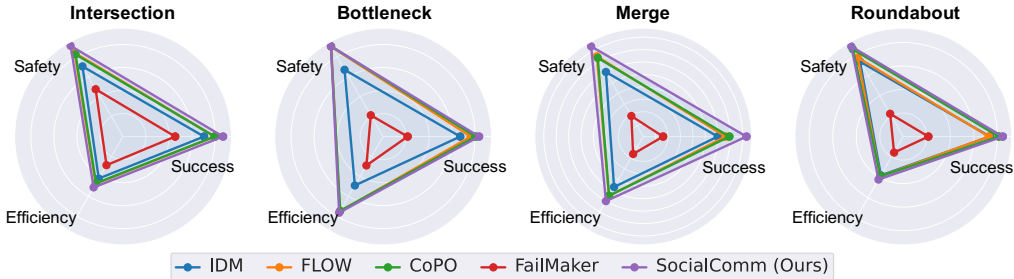 Intersection
Bottleneck
Merge
Roundabout
Safety
Success
Efficiency
Safety
Success
Efficiency
Safety
Success
Efficiency
Safety
Success
Efficiency
IDM
FLOW
CoPO
FailMaker
SocialComm (Ours)